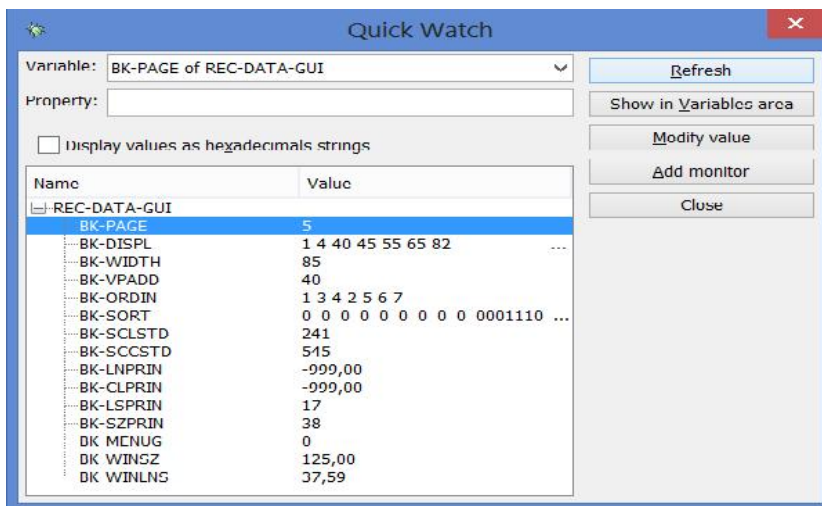 Quick Watch
Variable: BK-PAGE of REC-DATA-GUI
Refresh
Property:
Show in Variables area
Display values as hexadecimals strings
Modify value
Add monitor
Close
Name Value
REC-DATA-GUI
BK-PAGE 5
BK-DISPL 1 4 40 45 55 65 82 ...
BK-WIDTH 85
BK-VPADD 40
BK-ORDIN 1 3 4 2 5 6 7
BK-SORT 0 0 0 0 0 0 0 0 0 0001110 ...
BK-SCLSTD 241
BK-SCCSTD 545
BK-LNPRIN -999,00
BK-CLPRIN -999,00
BK-LSPRIN 17
BK-SZPRIN 38
BK MENUG 0
BK WINSZ 125,00
BK WINLNS 37,59